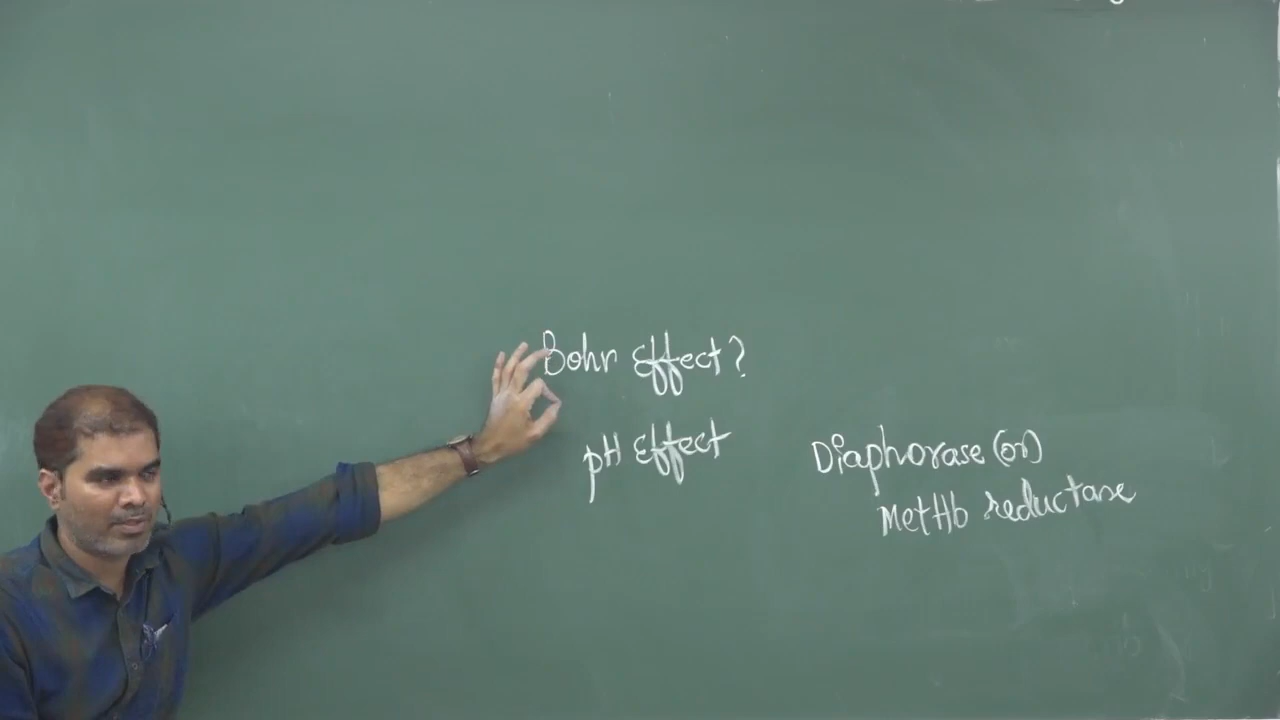 Bohr Effect?
pH Effect
Diaphorase (or)
MetHb reductase